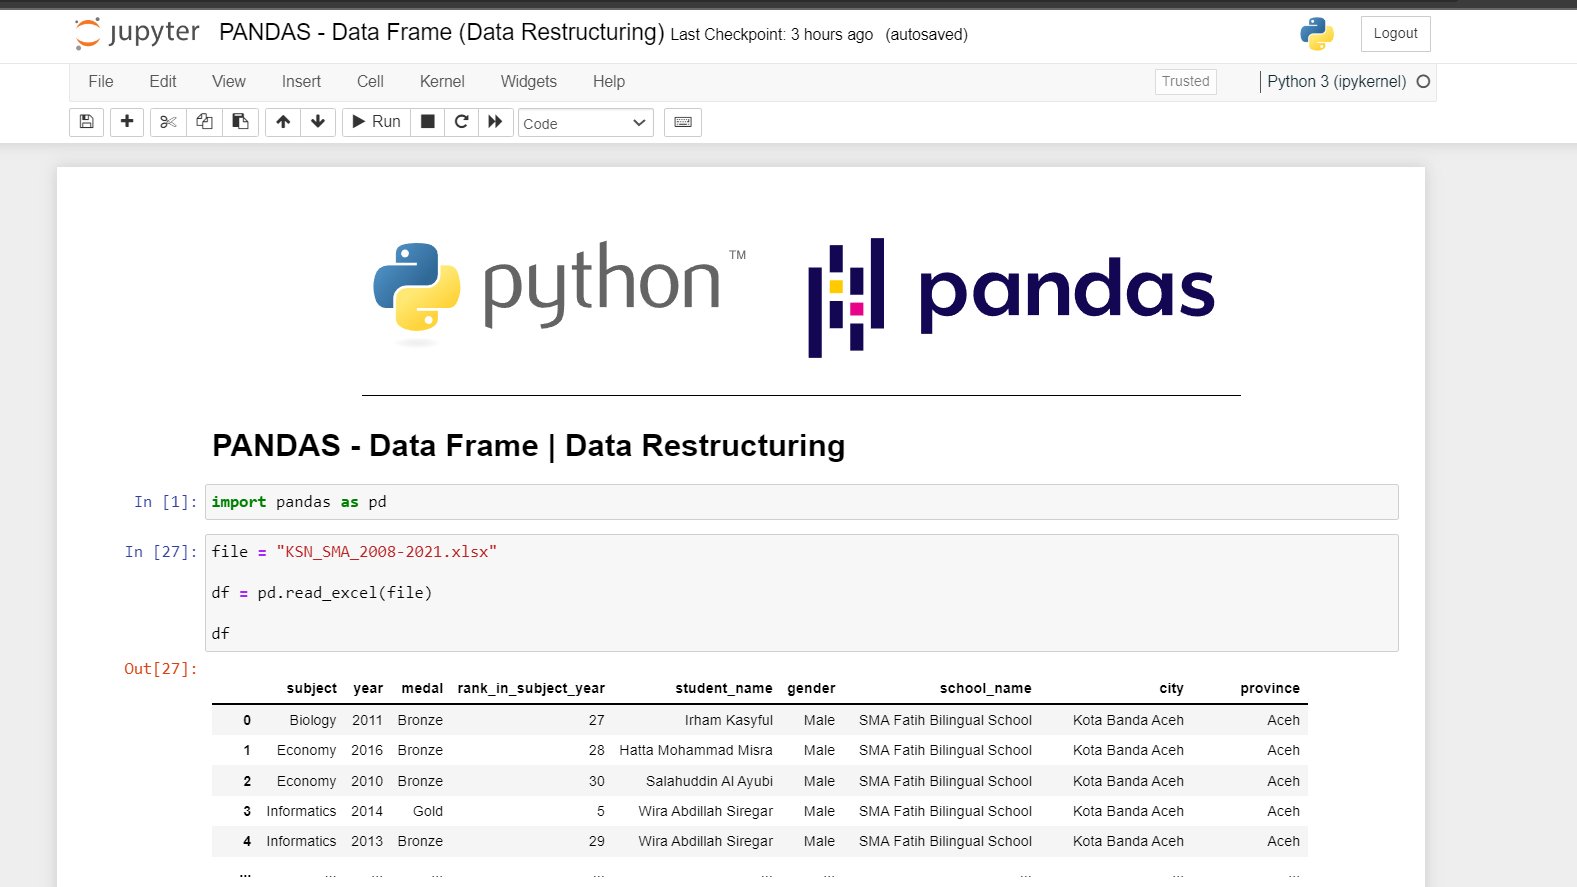 jupyter PANDAS - Data Frame (Data Restructuring) Last Checkpoint: 3 hours ago (autosaved) Logout
File Edit View Insert Cell Kernel Widgets Help Trusted Python 3 (ipykernel)
Run Code
python™ pandas
PANDAS - Data Frame | Data Restructuring
In [1]: import pandas as pd
In [27]: file = "KSN_SMA_2008-2021.xlsx"
df = pd.read_excel(file)
df
Out[27]:
subject year medal rank_in_subject_year student_name gender school_name city province
0 Biology 2011 Bronze 27 Irham Kasyful Male SMA Fatih Bilingual School Kota Banda Aceh Aceh
1 Economy 2016 Bronze 28 Hatta Mohammad Misra Male SMA Fatih Bilingual School Kota Banda Aceh Aceh
2 Economy 2010 Bronze 30 Salahuddin Al Ayubi Male SMA Fatih Bilingual School Kota Banda Aceh Aceh
3 Informatics 2014 Gold 5 Wira Abdillah Siregar Male SMA Fatih Bilingual School Kota Banda Aceh Aceh
4 Informatics 2013 Bronze 29 Wira Abdillah Siregar Male SMA Fatih Bilingual School Kota Banda Aceh Aceh
... ... ... ... ... ... ... ... ... ...